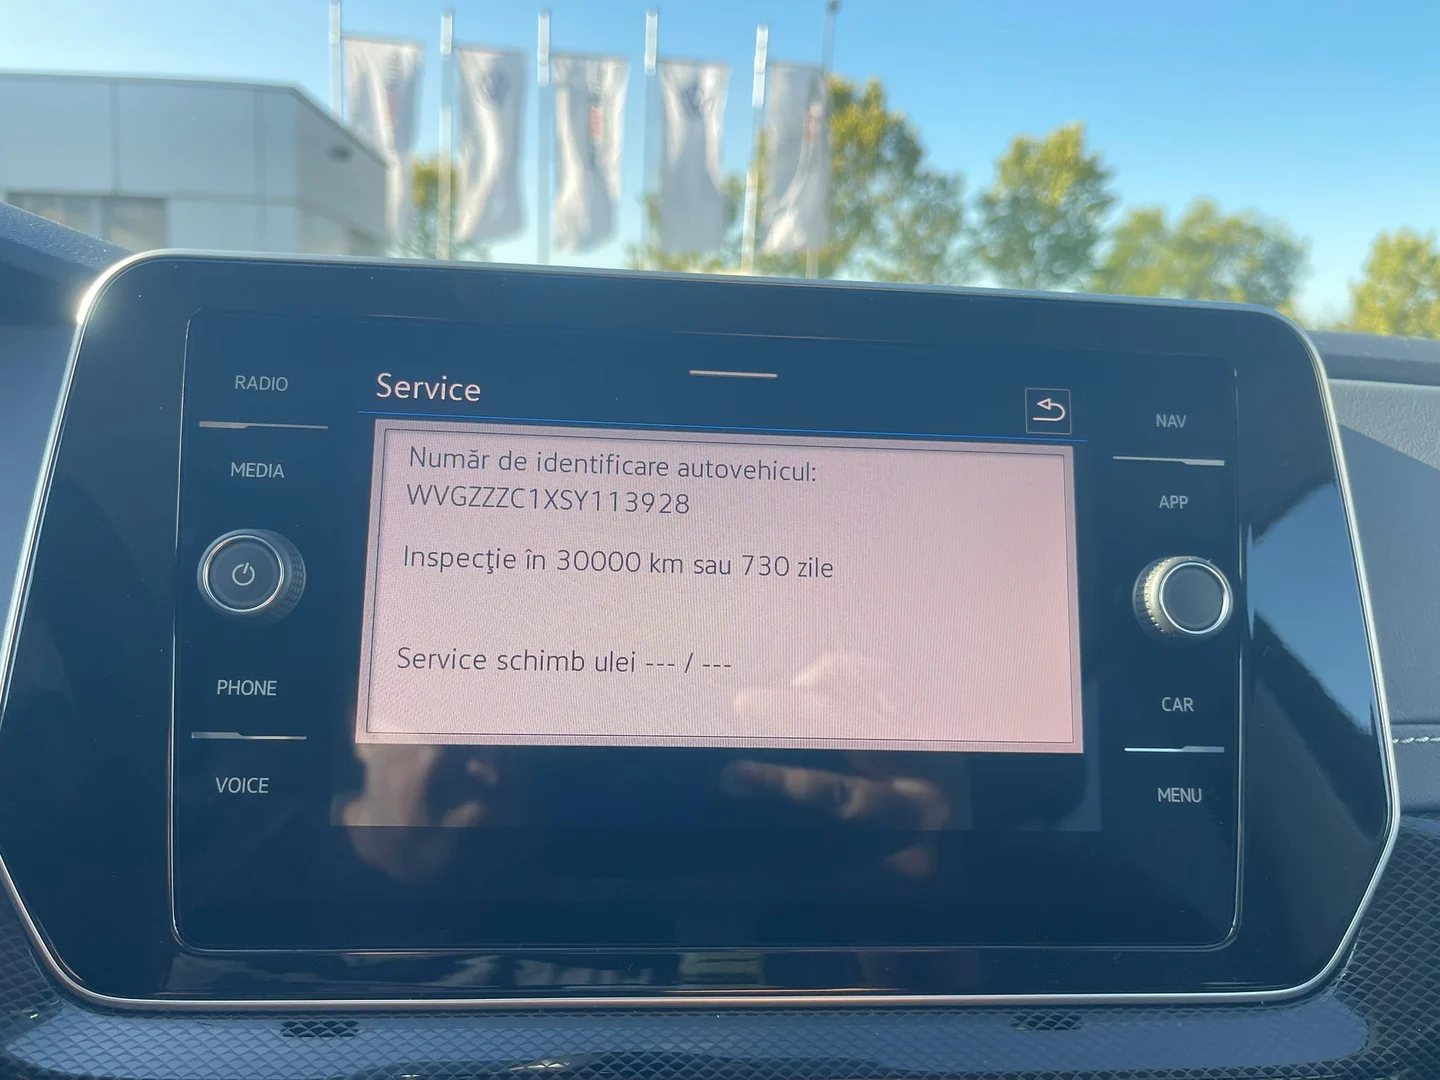 RADIO
MEDIA
PHONE
VOICE
Service
Număr de identificare autovehicul:
WVGZZZC1XSY113928
Inspecţie în 30000 km sau 730 zile
Service schimb ulei --- / ---
NAV
APP
CAR
MENU